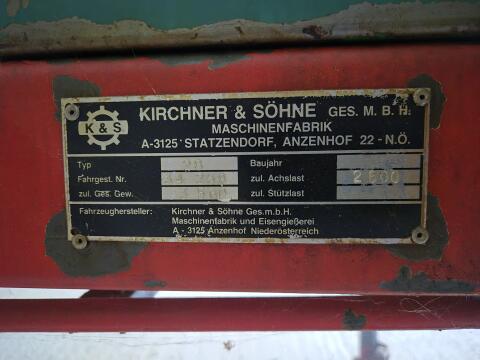 K & S
KIRCHNER & SÖHNE GES. M. B. H.
MASCHINENFABRIK
A-3125 STATZENDORF, ANZENHOF 22 - N.Ö.
Typ Baujahr
Fahrgest. Nr. zul. Achslast 2 600
zul. Ges. Gew. zul. Stützlast
Fahrzeughersteller: Kirchner & Söhne Ges.m.b.H.
Maschinenfabrik und Eisengießerei
A - 3125 Anzenhof Niederösterreich